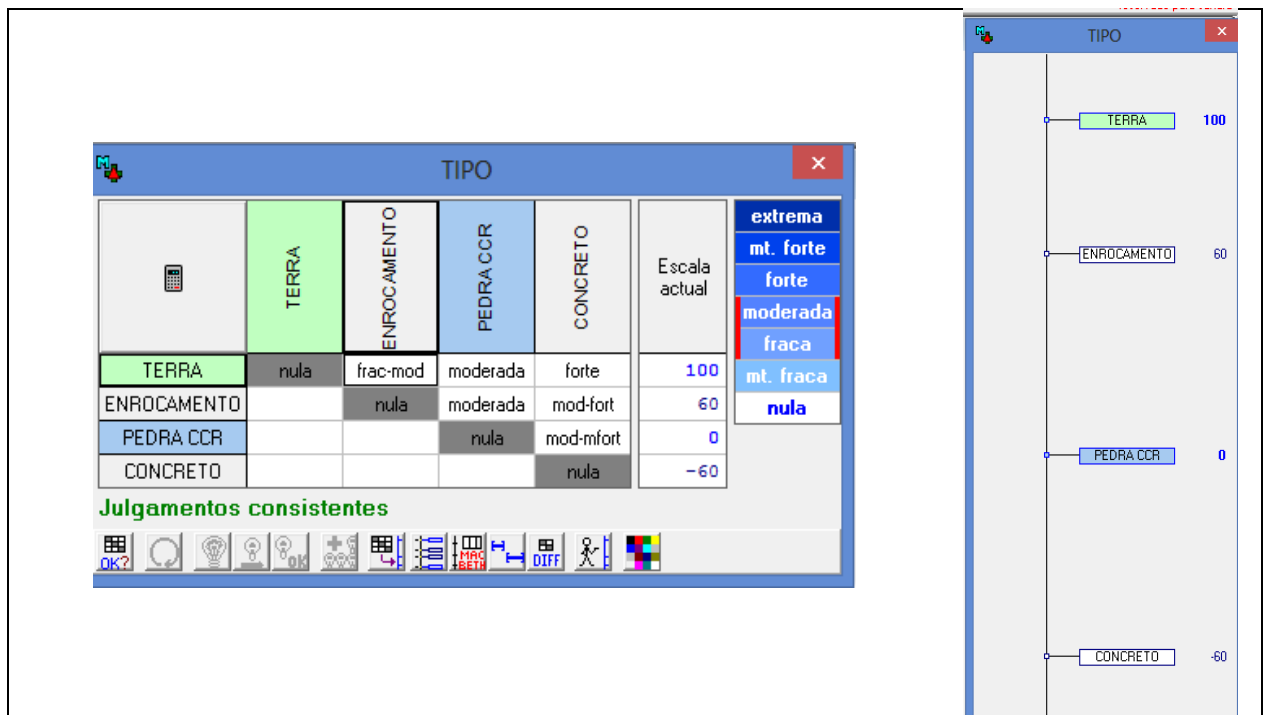 TIPO
TERRA ENROCAMENTO PEDRA CCR CONCRETO Escala actual
TERRA nula frac-mod moderada forte 100
ENROCAMENTO nula moderada mod-fort 60
PEDRA CCR nula mod-mfort 0
CONCRETO nula -60
extrema
mt. forte
forte
moderada
fraca
mt. fraca
nula
Julgamentos consistentes
OK? OK MAC BETH DIFF
TIPO
TERRA 100
ENROCAMENTO 60
PEDRA CCR 0
CONCRETO -60